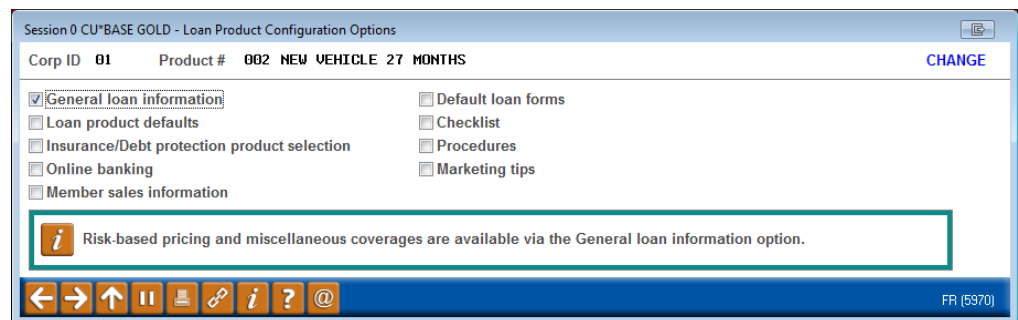 Session 0 CU*BASE GOLD - Loan Product Configuration Options
Corp ID 01 Product # 002 NEW VEHICLE 27 MONTHS CHANGE
General loan information
Loan product defaults
Insurance/Debt protection product selection
Online banking
Member sales information
Default loan forms
Checklist
Procedures
Marketing tips
i Risk-based pricing and miscellaneous coverages are available via the General loan information option.
i ? @ FR (5970)